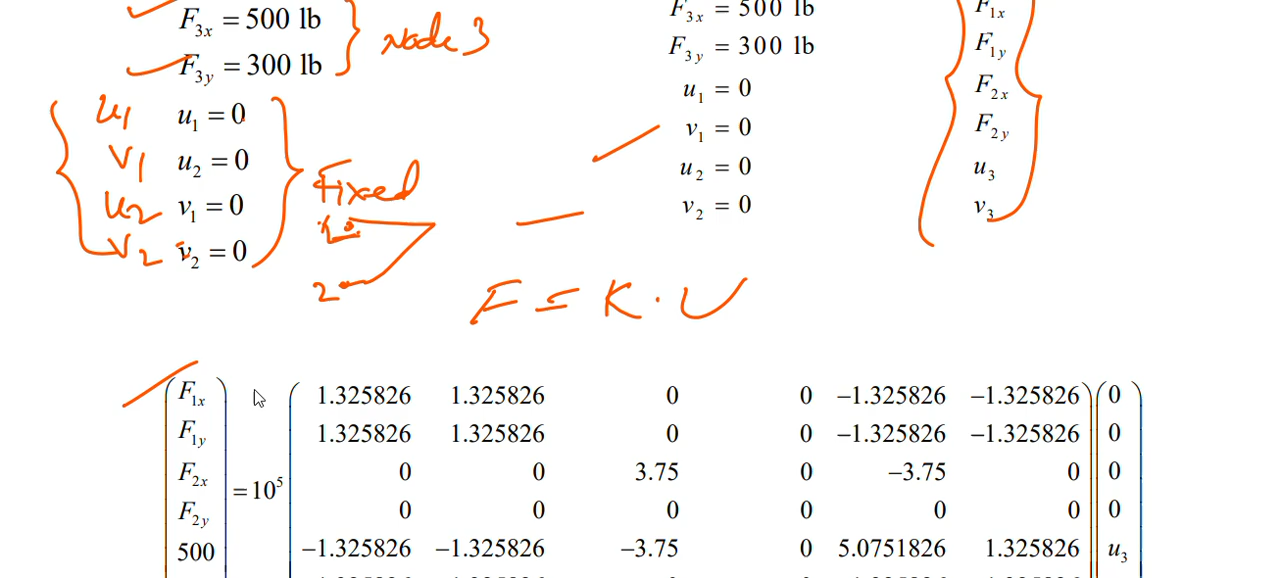 F3x = 500 lb
F3y = 300 lb
Node 3
u1 u1 = 0
v1 u2 = 0
u2 v1 = 0
v2 v2 = 0
Fixed
2
F3x = 500 lb
F3y = 300 lb
u1 = 0
v1 = 0
u2 = 0
v2 = 0
F1x
F1y
F2x
F2y
u3
v3
F = K · U
F1x 1.325826 1.325826 0 0 −1.325826 −1.325826 0
F1y 1.325826 1.325826 0 0 −1.325826 −1.325826 0
F2x 0 0 3.75 0 −3.75 0 0
= 10⁵
F2y 0 0 0 0 0 0 0
500 −1.325826 −1.325826 −3.75 0 5.0751826 1.325826 u3